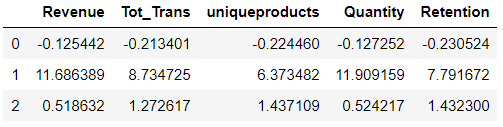 Revenue Tot_Trans uniqueproducts Quantity Retention
0 -0.125442 -0.213401 -0.224460 -0.127252 -0.230524
1 11.686389 8.734725 6.373482 11.909159 7.791672
2 0.518632 1.272617 1.437109 0.524217 1.432300